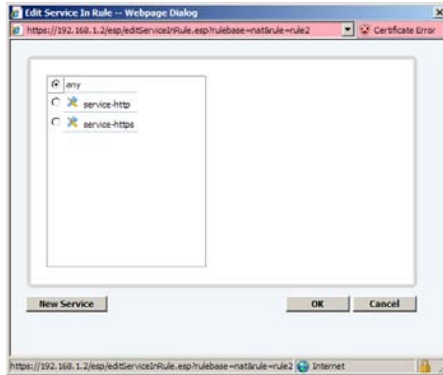 Edit Service In Rule -- Webpage Dialog
https://192.168.1.2/esp/editServiceInRule.esp?rulebase=nat&rule=rule2 Certificate Error
any
service-http
service-https
New Service OK Cancel
https://192.168.1.2/esp/editServiceInRule.esp?rulebase=nat&rule=rule2 Internet